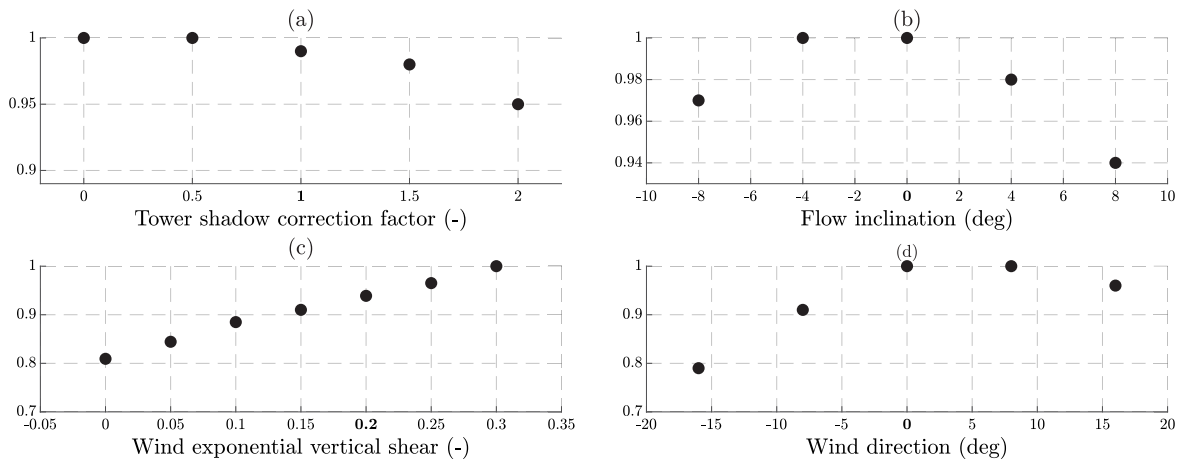 (a)
1
0.95
0.9
0 0.5 1 1.5 2
Tower shadow correction factor (-)
(b)
1
0.98
0.96
0.94
-10 -8 -6 -4 -2 0 2 4 6 8 10
Flow inclination (deg)
(c)
1
0.9
0.8
0.7
-0.05 0 0.05 0.1 0.15 0.2 0.25 0.3 0.35
Wind exponential vertical shear (-)
(d)
1
0.9
0.8
0.7
-20 -15 -10 -5 0 5 10 15 20
Wind direction (deg)